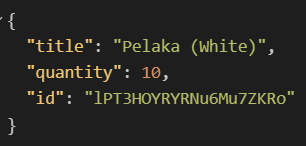 {
"title": "Pelaka (White)",
"quantity": 10,
"id": "lPT3HOYRYRNu6Mu7ZKRo"
}